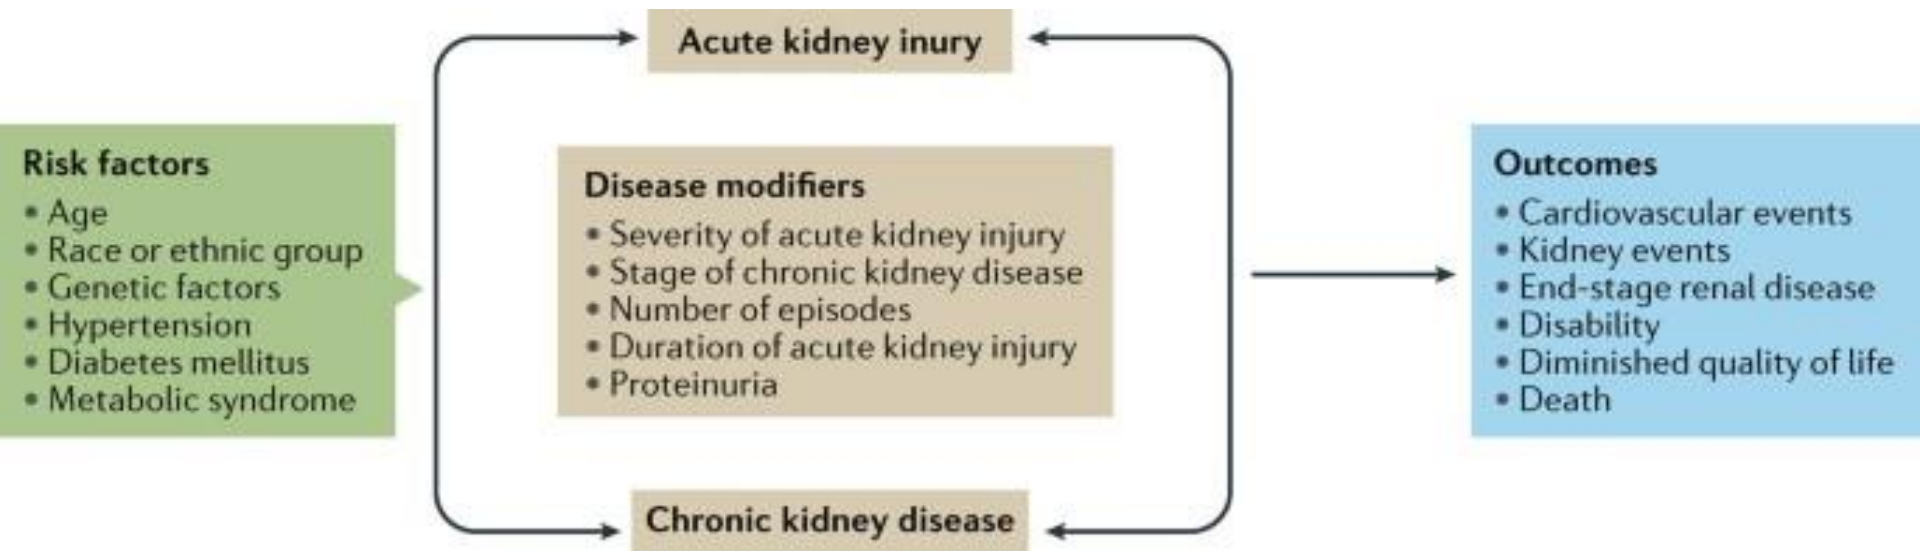 Acute kidney inury
Risk factors
• Age
• Race or ethnic group
• Genetic factors
• Hypertension
• Diabetes mellitus
• Metabolic syndrome
Disease modifiers
• Severity of acute kidney injury
• Stage of chronic kidney disease
• Number of episodes
• Duration of acute kidney injury
• Proteinuria
Outcomes
• Cardiovascular events
• Kidney events
• End-stage renal disease
• Disability
• Diminished quality of life
• Death
Chronic kidney disease